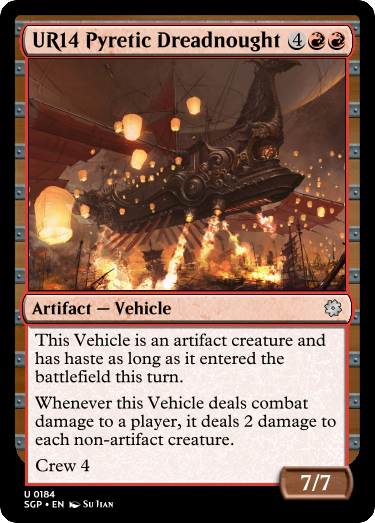 UR14 Pyretic Dreadnought 4
Artifact — Vehicle
This Vehicle is an artifact creature and
has haste as long as it entered the
battlefield this turn.
Whenever this Vehicle deals combat
damage to a player, it deals 2 damage to
each non-artifact creature.
Crew 4
7/7
U 0184
SGP • EN Su Jian